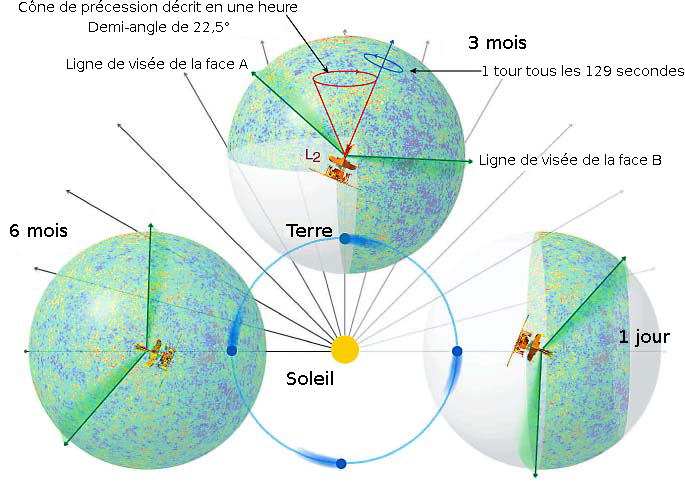 Cône de précession décrit en une heure
Demi-angle de 22,5°
3 mois
Ligne de visée de la face A
1 tour tous les 129 secondes
L2
Ligne de visée de la face B
6 mois
Terre
1 jour
Soleil